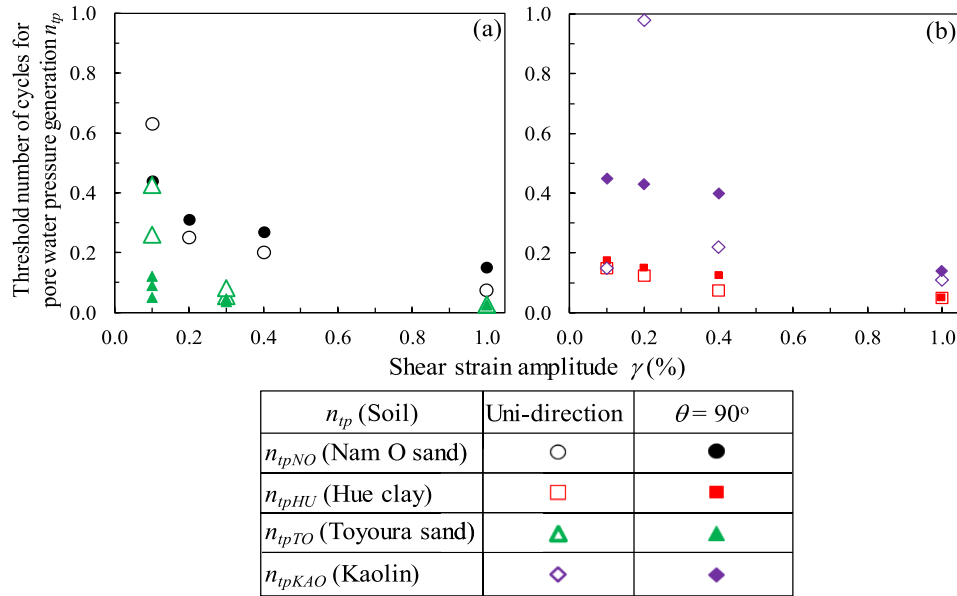 Threshold number of cycles for
pore water pressure generation n_tp
1.0
0.8
0.6
0.4
0.2
0.0
(a)
0.0 0.2 0.4 0.6 0.8 1.0
1.0
0.8
0.6
0.4
0.2
0.0
(b)
0.0 0.2 0.4 0.6 0.8 1.0
Shear strain amplitude γ (%)
n_tp (Soil) Uni-direction θ = 90°
n_tpNO (Nam O sand)
n_tpHU (Hue clay)
n_tpTO (Toyoura sand)
n_tpKAO (Kaolin)